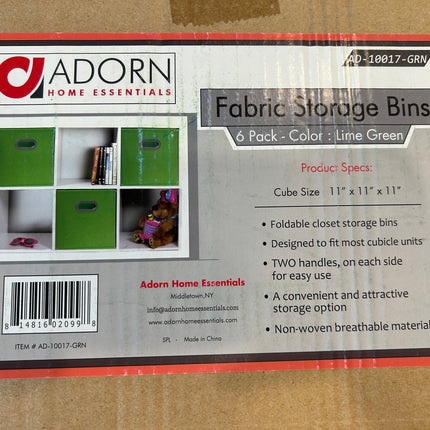 AD-10017-GRN
ADORN
HOME ESSENTIALS
Fabric Storage Bins
6 Pack - Color : Lime Green
Product Specs:
Cube Size 11" x 11" x 11"
• Foldable closet storage bins
• Designed to fit most cubicle units
• TWO handles, on each side
for easy use
• A convenient and attractive
storage option
• Non-woven breathable material
Adorn Home Essentials
Middletown,NY
info@adornhomeessentials.com
www.adornhomeessentials.com
SPL - Made in China
8 14816 02099 8
ITEM # AD-10017-GRN